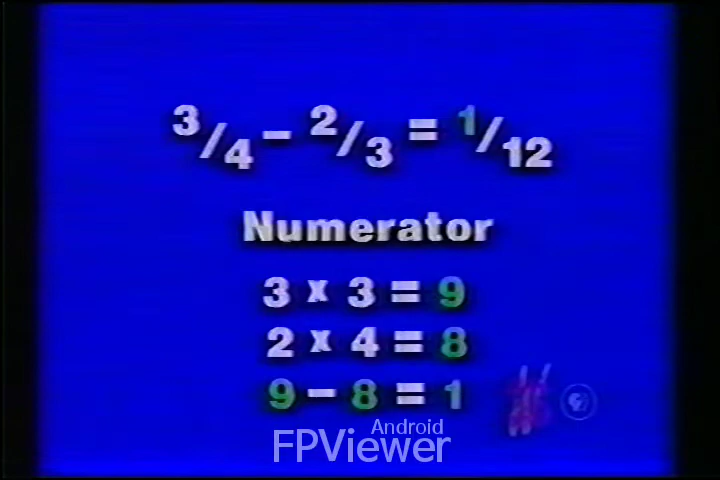 3/4 - 2/3 = 1/12
Numerator
3 x 3 = 9
2 x 4 = 8
9 - 8 = 1
Android
FPViewer